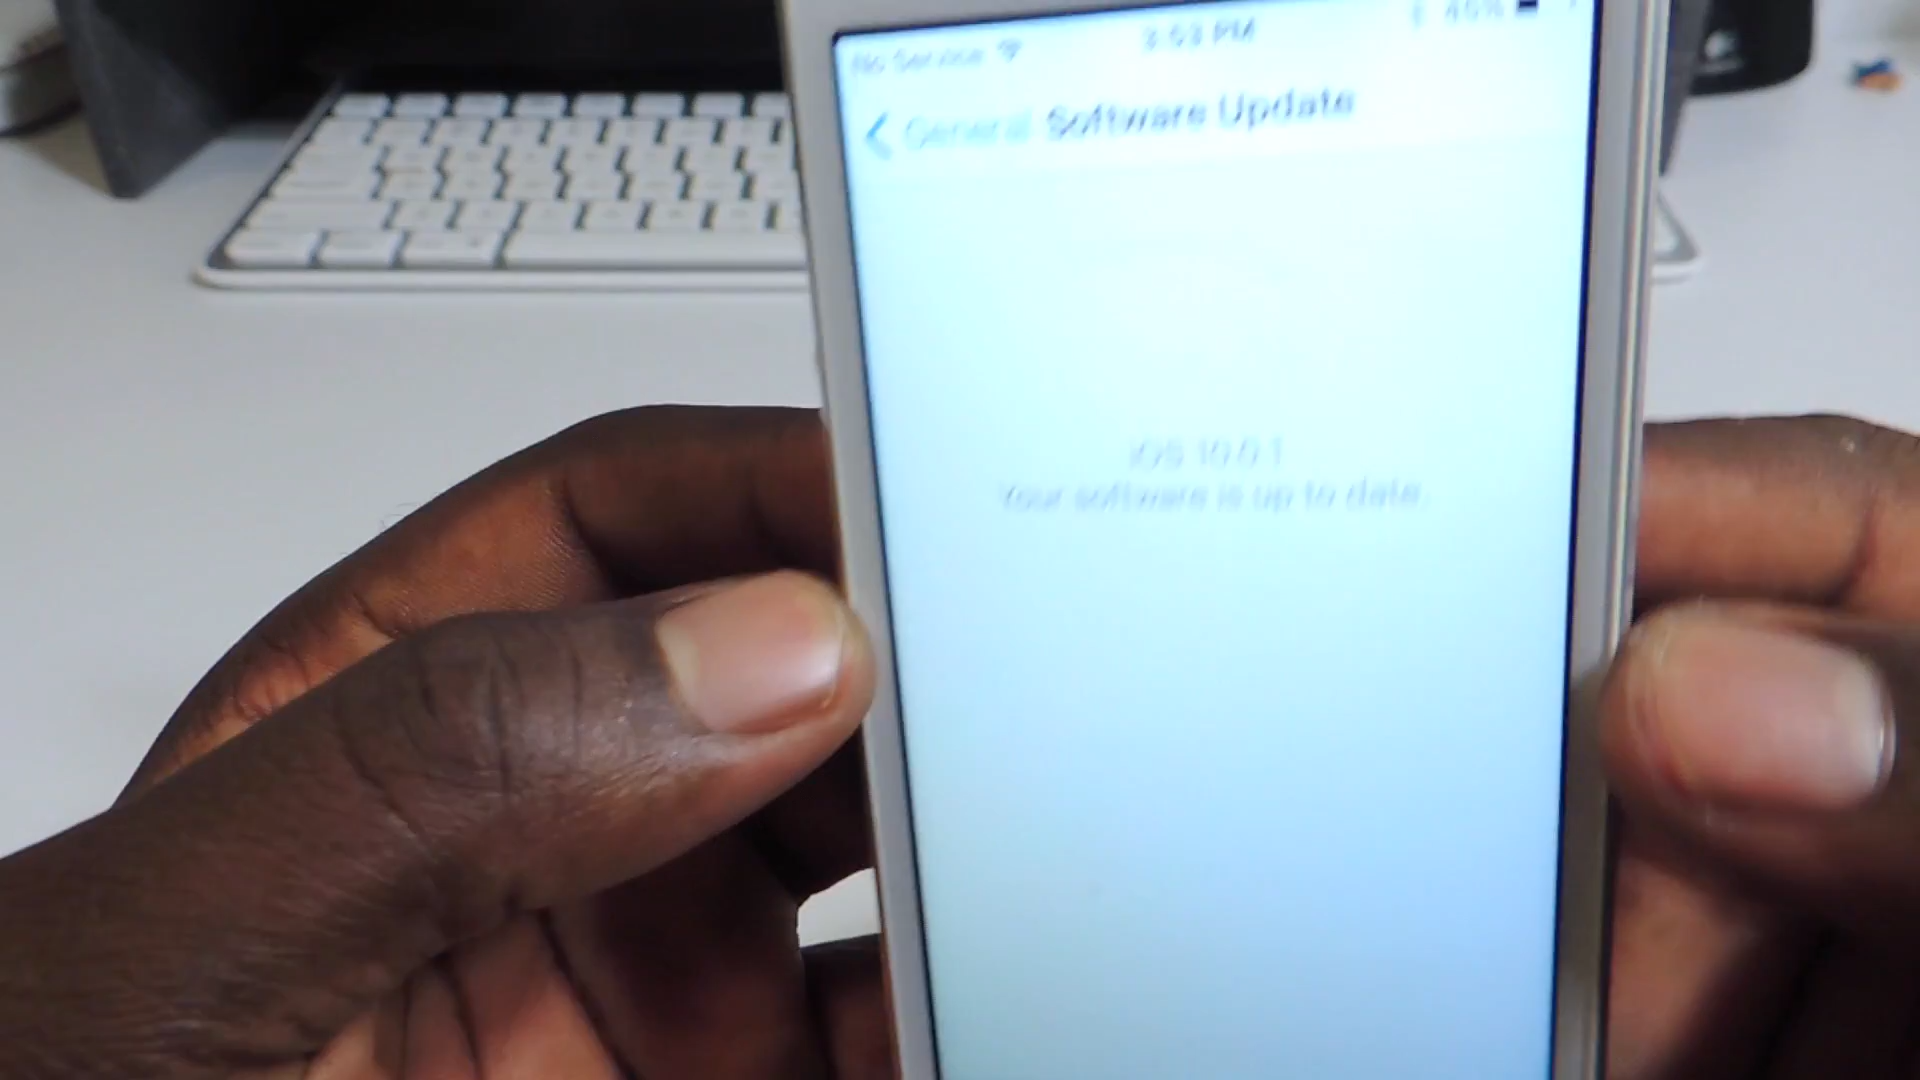 No Service 3:53 PM 45%
General Software Update
iOS 10.0.1
Your software is up to date.